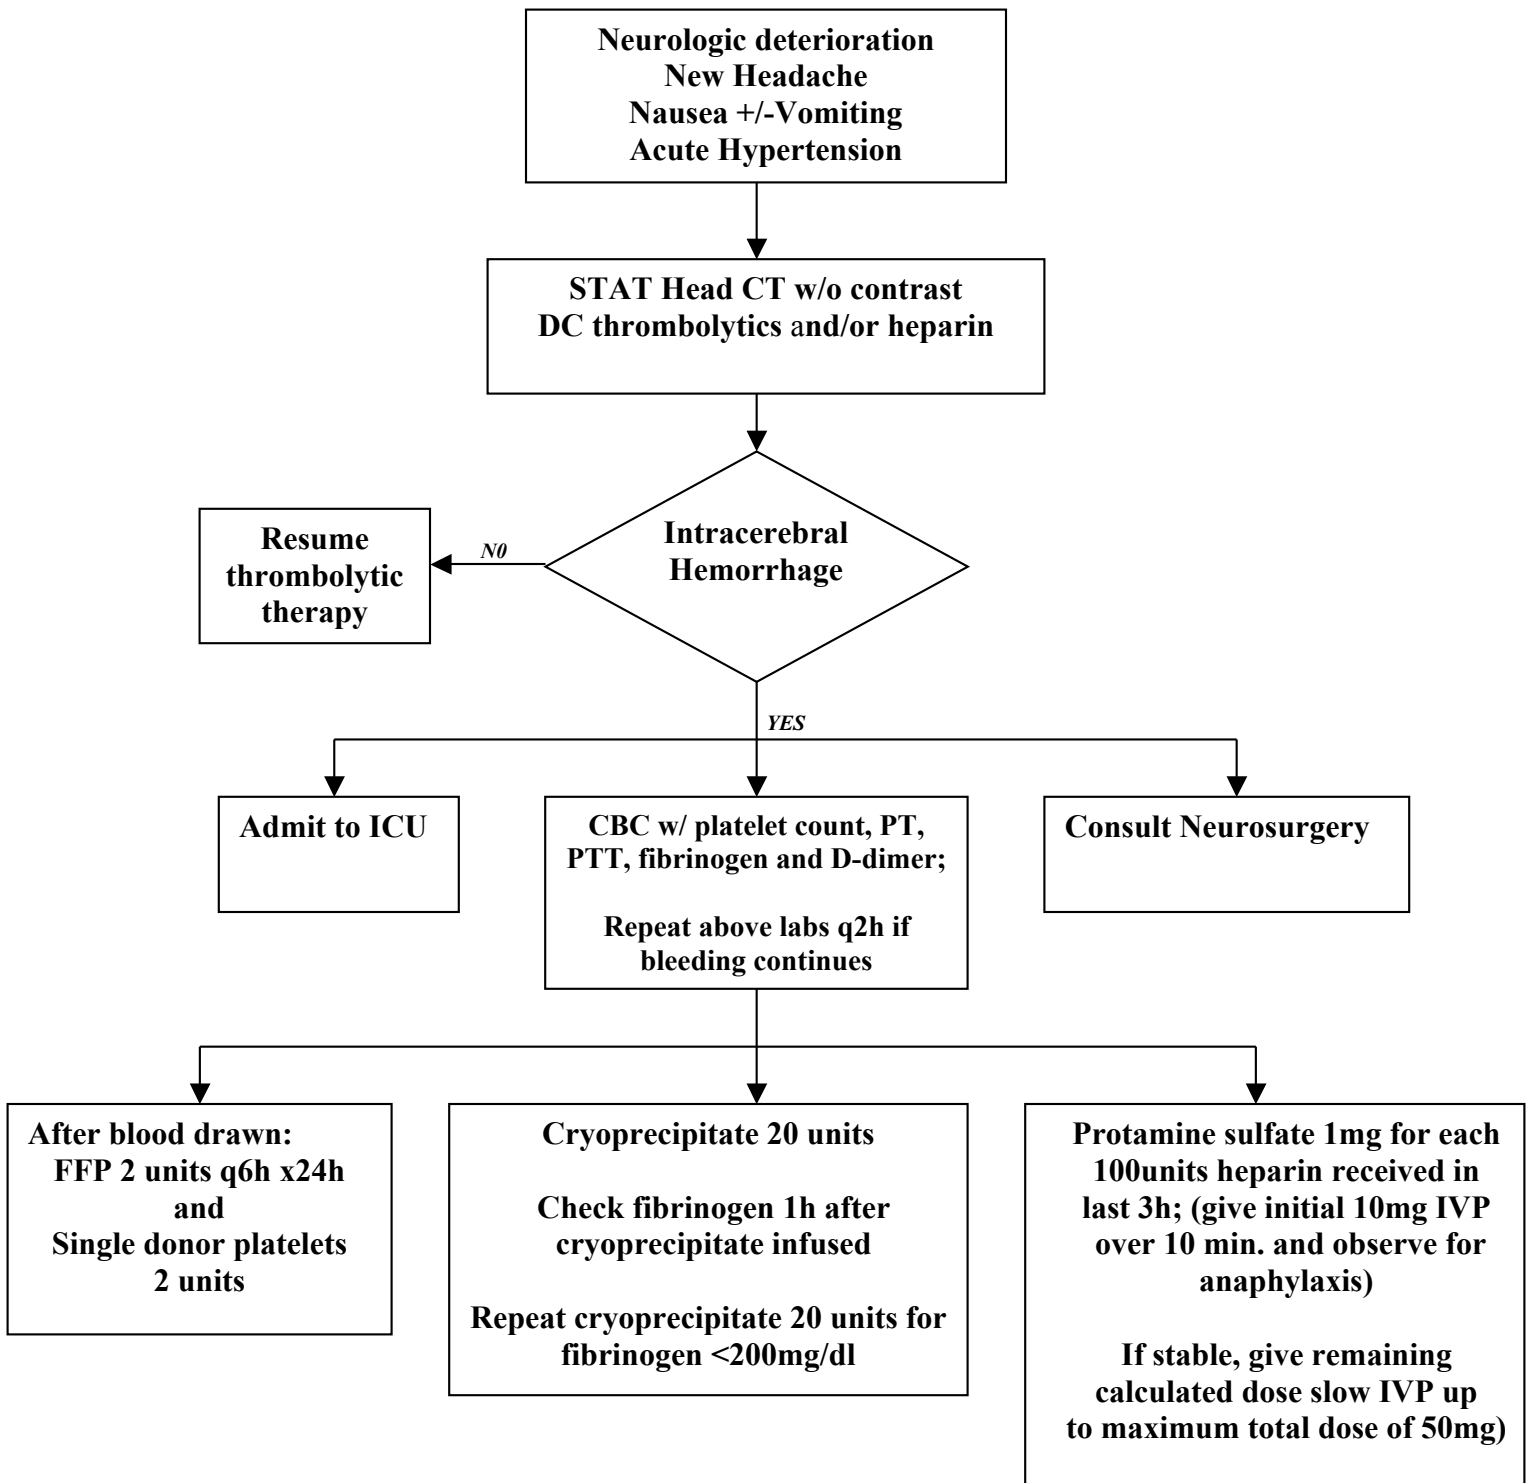 Neurologic deterioration
New Headache
Nausea +/-Vomiting
Acute Hypertension
STAT Head CT w/o contrast
DC thrombolytics and/or heparin
Intracerebral
Hemorrhage
N0
Resume
thrombolytic
therapy
YES
Admit to ICU
CBC w/ platelet count, PT,
PTT, fibrinogen and D-dimer;
Repeat above labs q2h if
bleeding continues
Consult Neurosurgery
After blood drawn:
FFP 2 units q6h x24h
and
Single donor platelets
2 units
Cryoprecipitate 20 units
Check fibrinogen 1h after
cryoprecipitate infused
Repeat cryoprecipitate 20 units for
fibrinogen <200mg/dl
Protamine sulfate 1mg for each
100units heparin received in
last 3h; (give initial 10mg IVP
over 10 min. and observe for
anaphylaxis)
If stable, give remaining
calculated dose slow IVP up
to maximum total dose of 50mg)